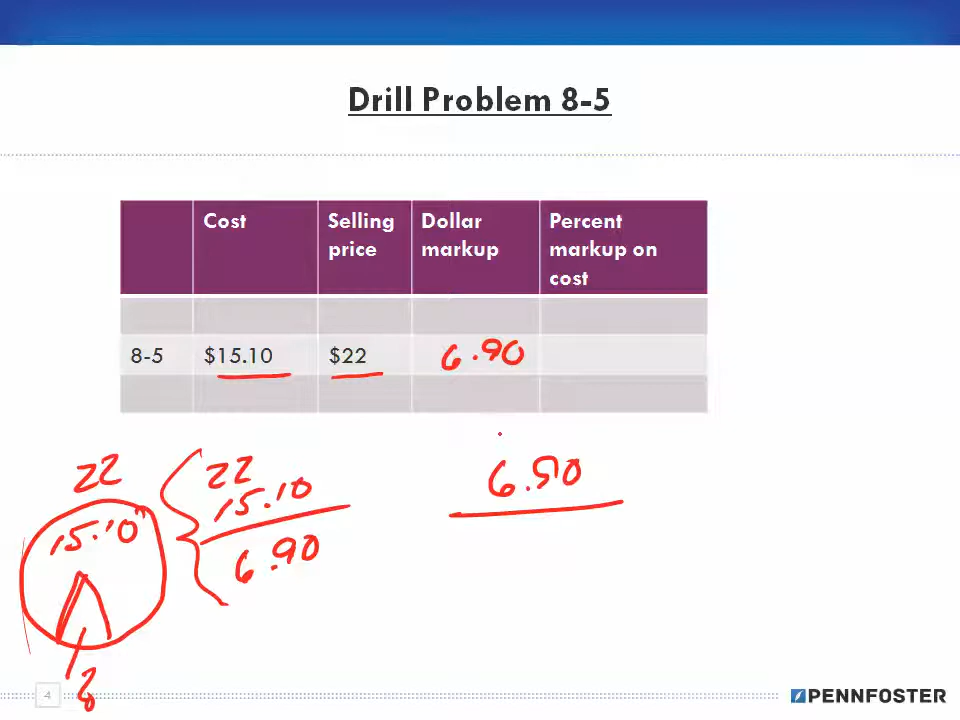 Drill Problem 8-5
Cost Selling price Dollar markup Percent markup on cost
8-5 $15.10 $22 6.90
22
15.10
22
15.10
6.90
6.90
4
PENNFOSTER